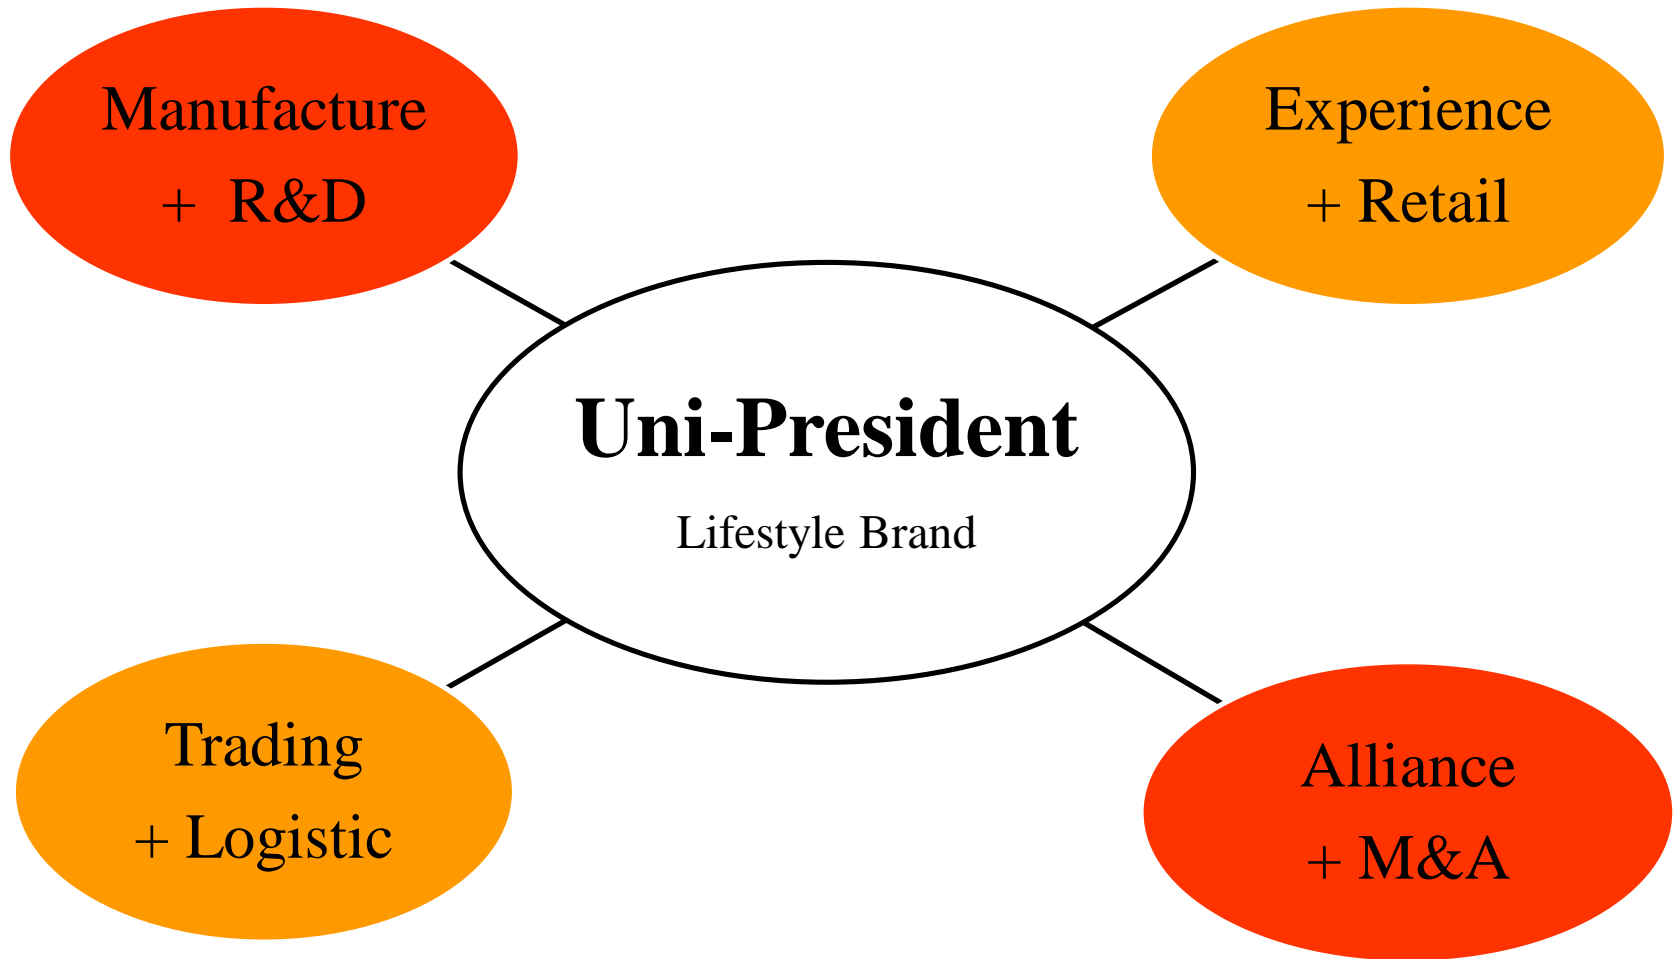 Manufacture
+ R&D
Experience
+ Retail
Uni-President
Lifestyle Brand
Trading
+ Logistic
Alliance
+ M&A